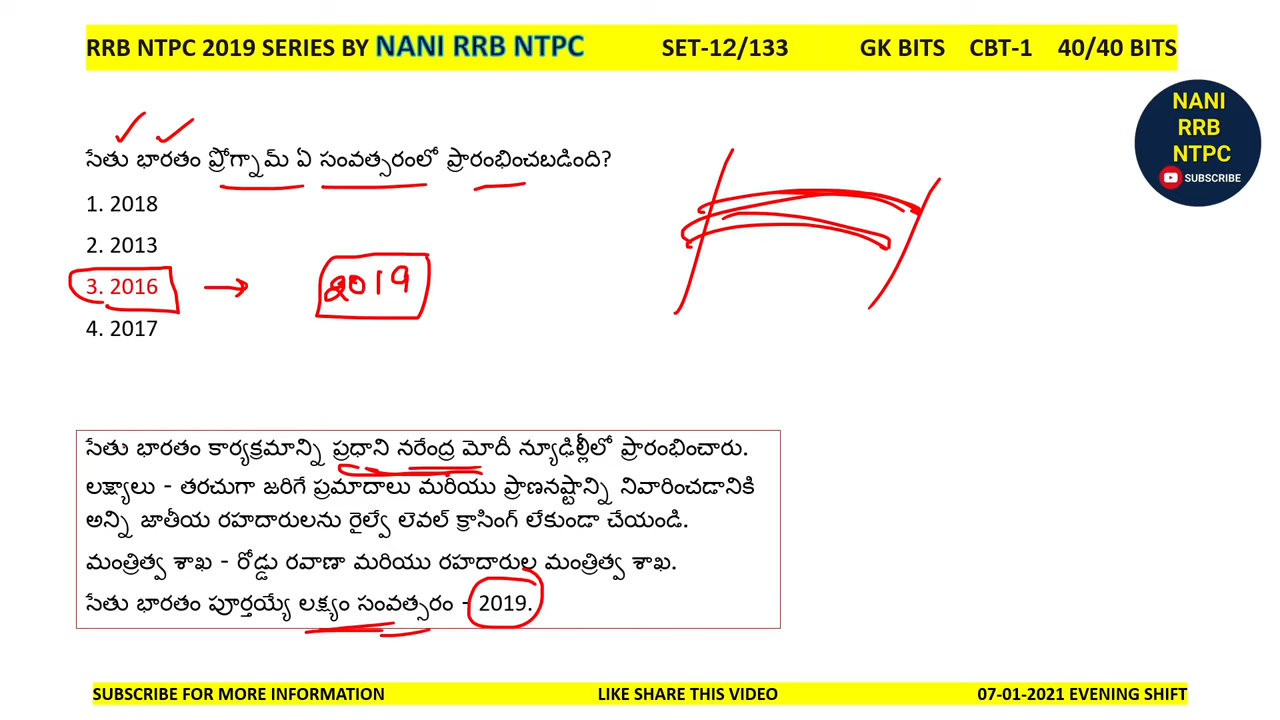 RRB NTPC 2019 SERIES BY NANI RRB NTPC SET-12/133 GK BITS CBT-1 40/40 BITS
NANI
RRB
NTPC
SUBSCRIBE
సేతు భారతం ప్రోగ్రామ్ ఏ సంవత్సరంలో ప్రారంభించబడింది?
1. 2018
2. 2013
3. 2016
2019
4. 2017
సేతు భారతం కార్యక్రమాన్ని ప్రధాని నరేంద్ర మోదీ న్యూఢిల్లీలో ప్రారంభించారు.
లక్ష్యాలు - తరచుగా జరిగే ప్రమాదాలు మరియు ప్రాణనష్టాన్ని నివారించడానికి
అన్ని జాతీయ రహదారులను రైల్వే లెవల్ క్రాసింగ్ లేకుండా చేయండి.
మంత్రిత్వ శాఖ - రోడ్డు రవాణా మరియు రహదారుల మంత్రిత్వ శాఖ.
సేతు భారతం పూర్తయ్యే లక్ష్యం సంవత్సరం - 2019.
SUBSCRIBE FOR MORE INFORMATION LIKE SHARE THIS VIDEO 07-01-2021 EVENING SHIFT